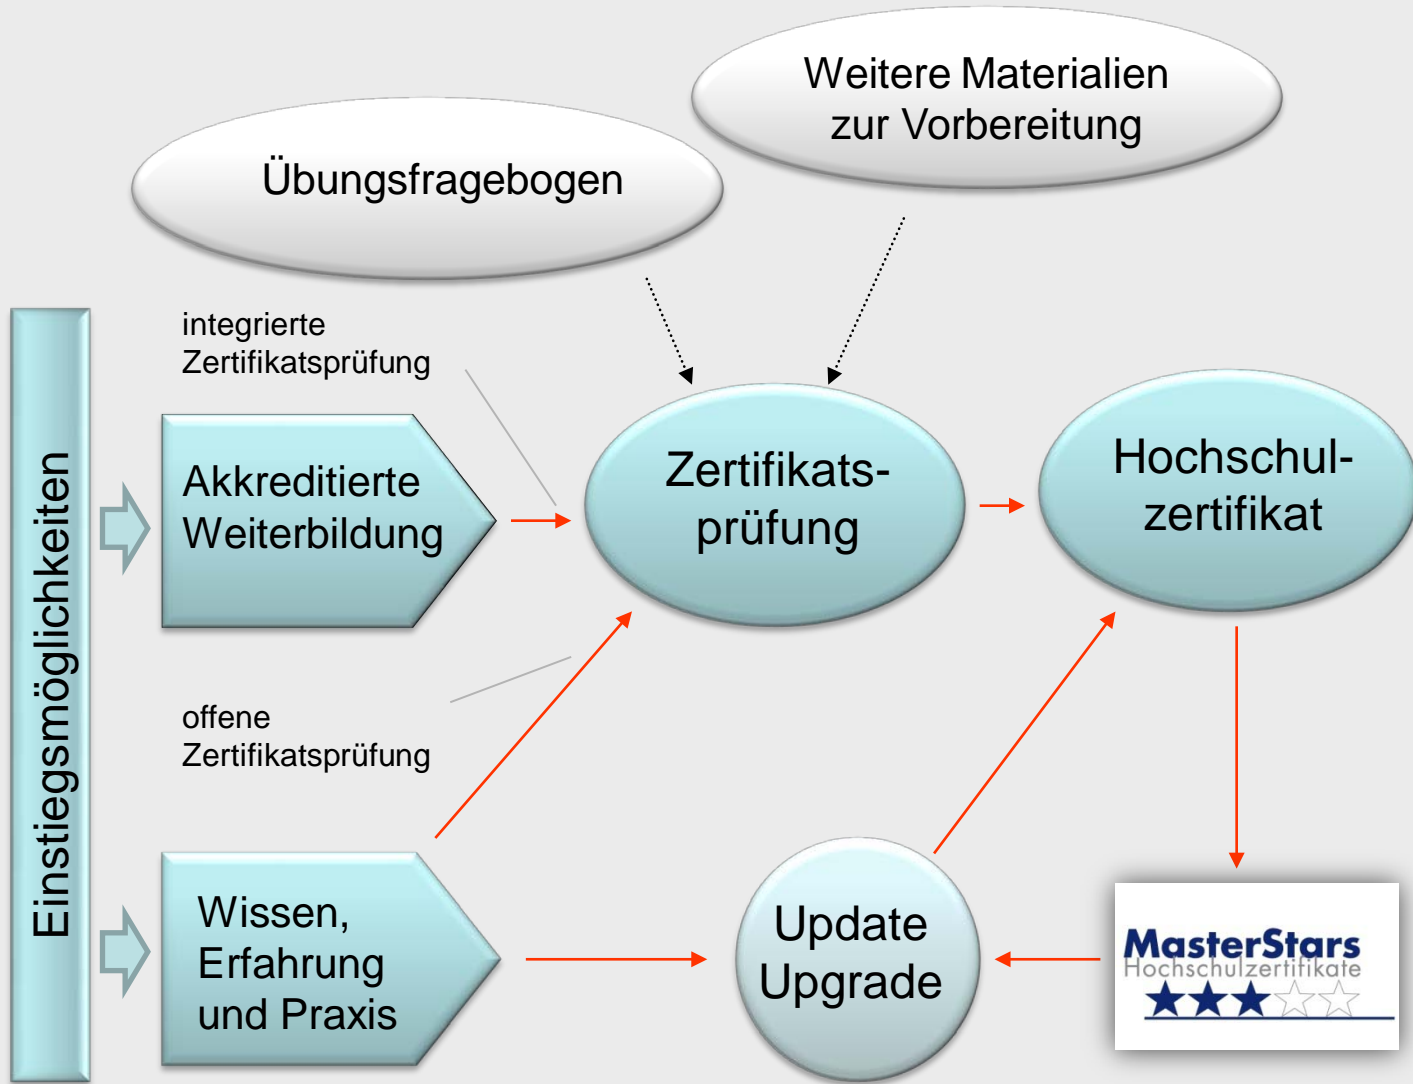 Weitere Materialien
zur Vorbereitung
Übungsfragebogen
integrierte
Zertifikatsprüfung
Einstiegsmöglichkeiten
Akkreditierte
Weiterbildung
Zertifikats-
prüfung
Hochschul-
zertifikat
offene
Zertifikatsprüfung
Wissen,
Erfahrung
und Praxis
Update
Upgrade
MasterStars
Hochschulzertifikate